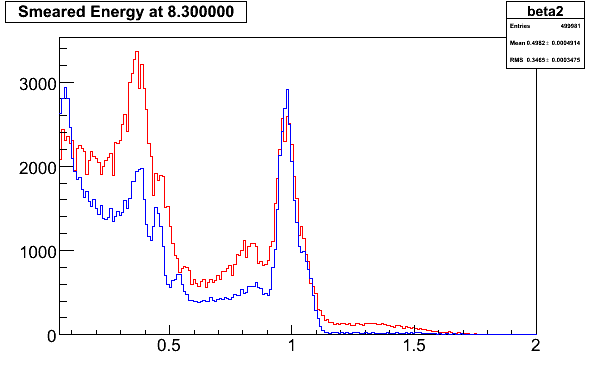 Smeared Energy at 8.300000
beta2
Entries 499981
Mean 0.4982 ± 0.0004914
RMS 0.3465 ± 0.0003475
3000
2000
1000
0
0.5
1
1.5
2